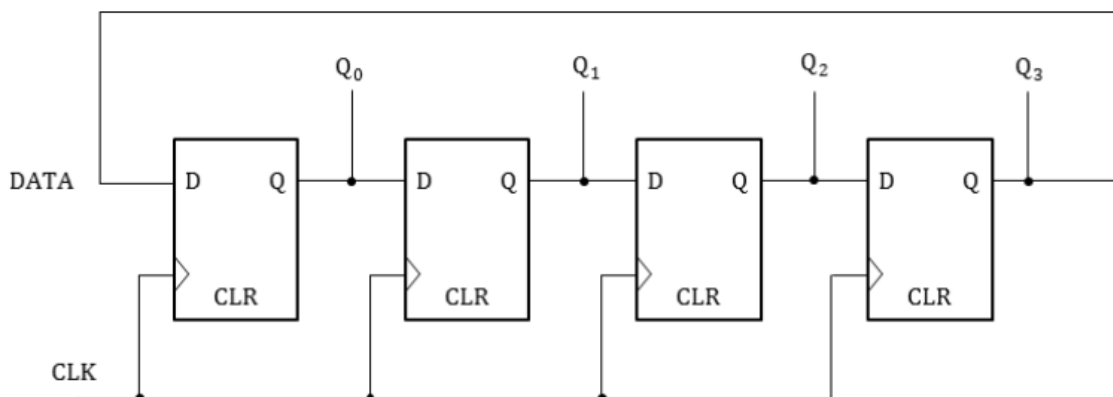 Q₀ Q₁ Q₂ Q₃
DATA D Q D Q D Q D Q
CLR CLR CLR CLR
CLK